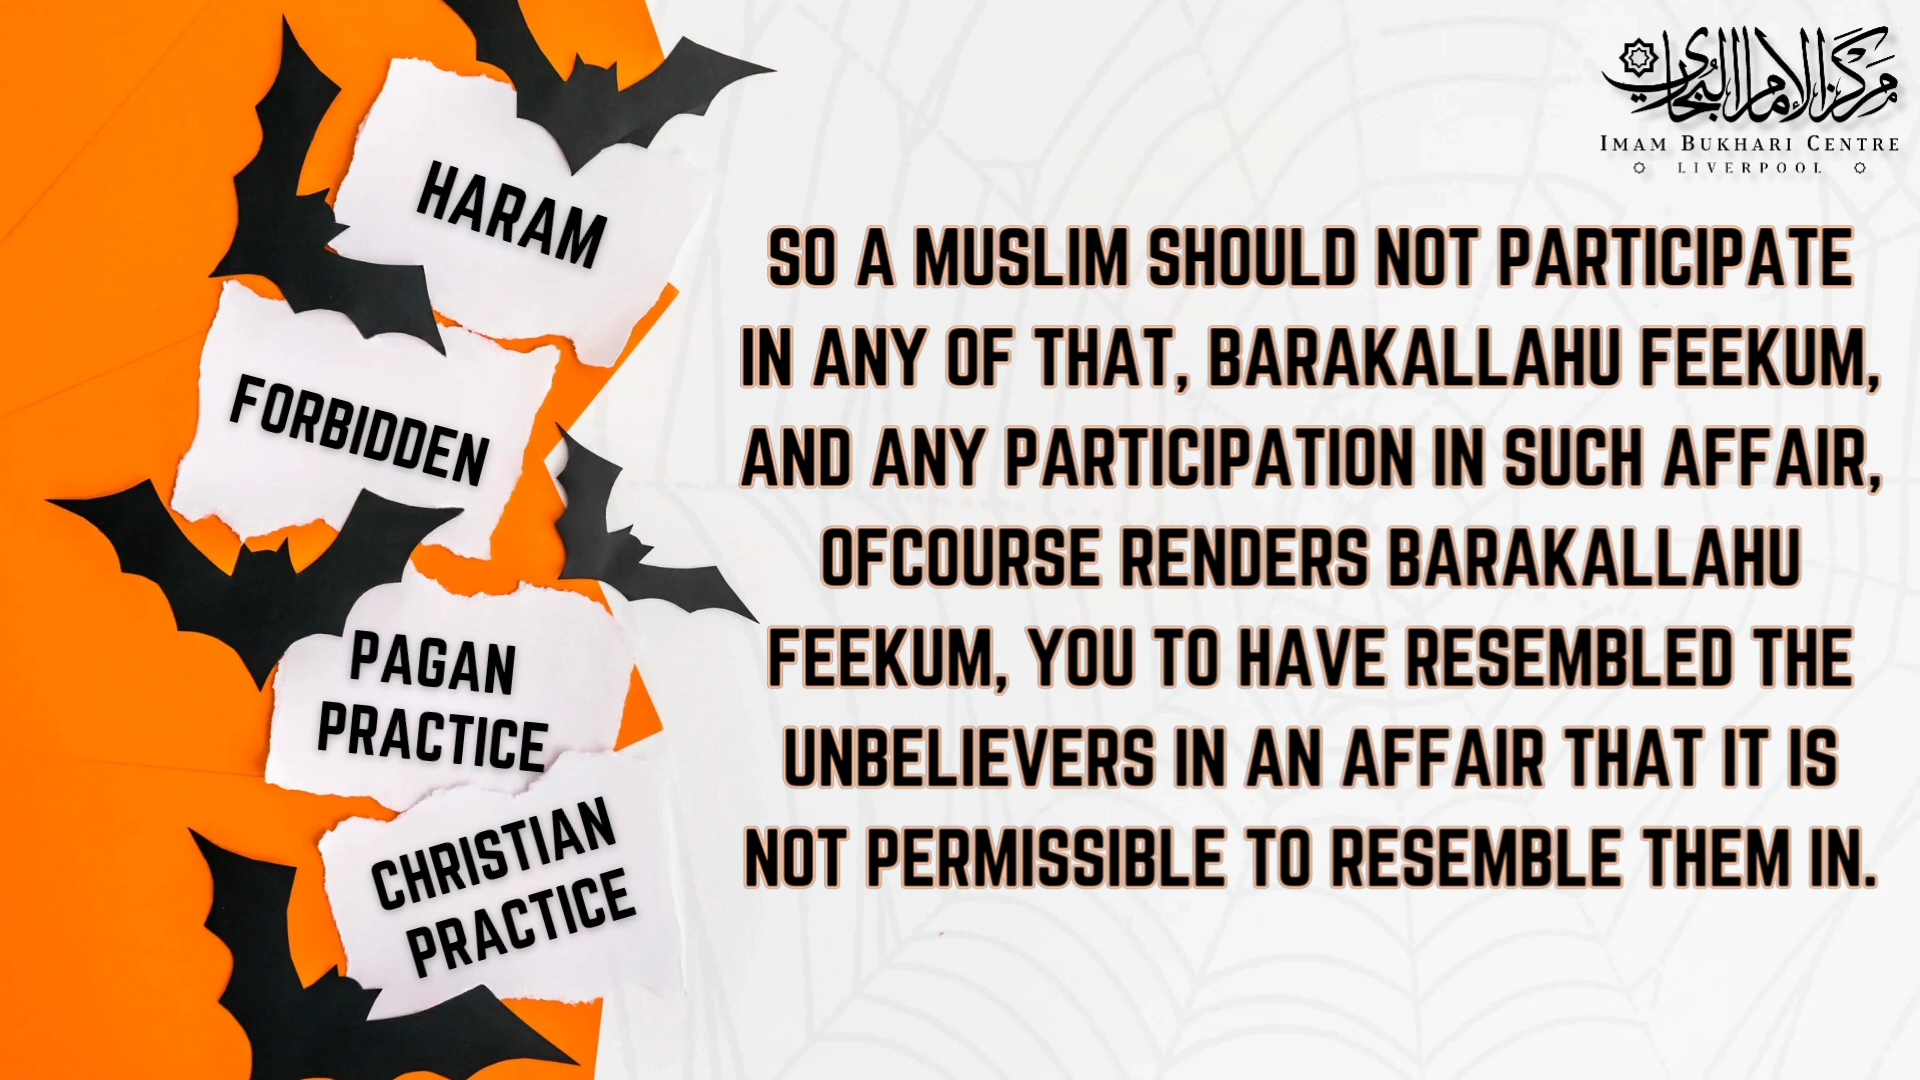 HARAM
FORBIDDEN
PAGAN
PRACTICE
CHRISTIAN
PRACTICE
مركز الإمام البخاري
IMAM BUKHARI CENTRE
LIVERPOOL
SO A MUSLIM SHOULD NOT PARTICIPATE
IN ANY OF THAT, BARAKALLAHU FEEKUM,
AND ANY PARTICIPATION IN SUCH AFFAIR,
OFCOURSE RENDERS BARAKALLAHU
FEEKUM, YOU TO HAVE RESEMBLED THE
UNBELIEVERS IN AN AFFAIR THAT IT IS
NOT PERMISSIBLE TO RESEMBLE THEM IN.